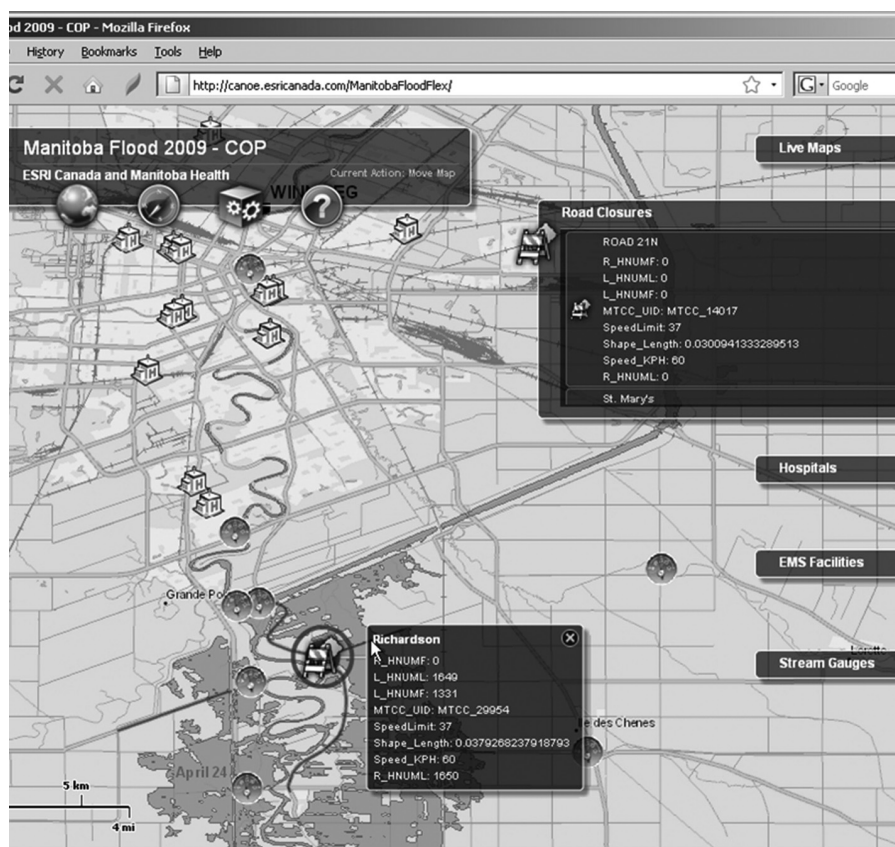 od 2009 - COP - Mozilla Firefox
History Bookmarks Tools Help
http://canoe.esricanada.com/ManitobaFloodFlex/
G Google
Manitoba Flood 2009 - COP
ESRI Canada and Manitoba Health
Current Action: Move Map
Live Maps
Road Closures
ROAD 21N
R_HNUMF: 0
L_HNUML: 0
L_HNUMF: 0
MTCC_UID: MTCC_14017
SpeedLimit: 37
Shape_Length: 0.0300941333289513
Speed_KPH: 60
R_HNUML: 0
St. Mary's
Hospitals
EMS Facilities
Grande Po
Richardson
R_HNUMF: 0
L_HNUML: 1649
L_HNUMF: 1331
MTCC_UID: MTCC_29954
SpeedLimit: 37
Shape_Length: 0.0379268237918793
Speed_KPH: 60
R_HNUML: 1650
Stream Gauges
Ile des Chenes
April 24
5 km
4 mi